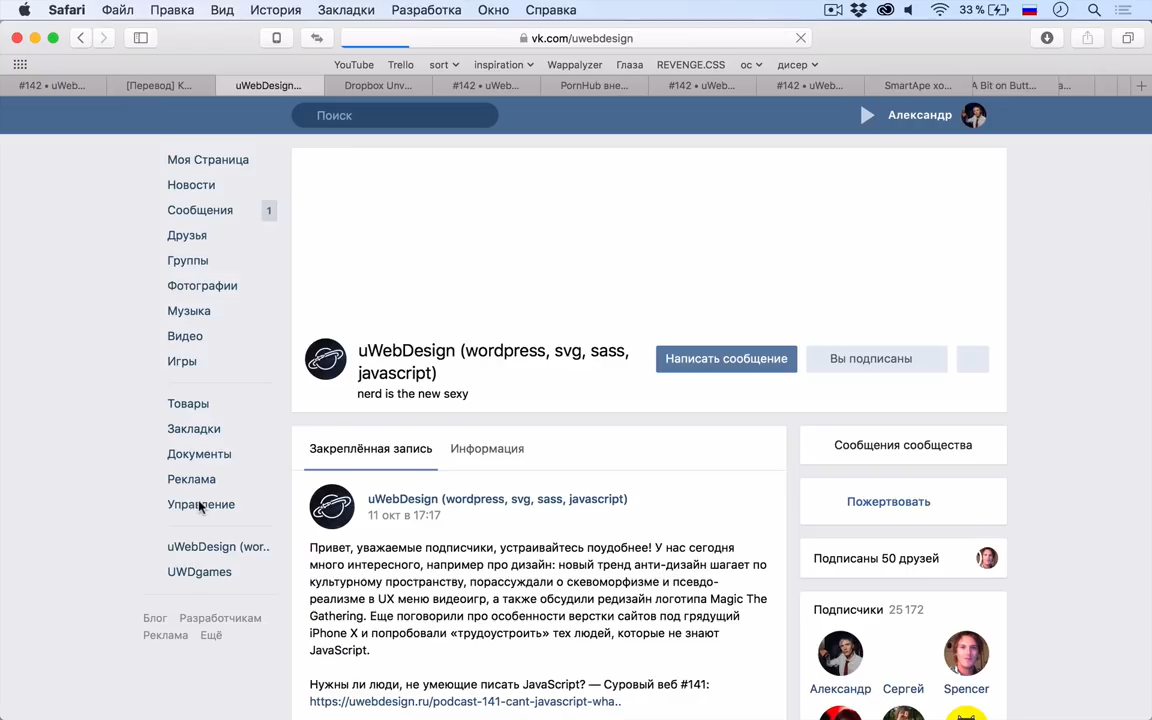 Safari Файл Правка Вид История Закладки Разработка Окно Справка 33 %
vk.com/uwebdesign
YouTube Trello sort inspiration Wappalyzer Глаза REVENGE.CSS ос дисер
#142 • uWeb... [Перевод] К... uWebDesign... Dropbox Unv... #142 • uWeb... PornHub вне... #142 • uWeb... #142 • uWeb... SmartApe хо... A Bit on Butt...
Поиск
Александр
Моя Страница
Новости
Сообщения 1
Друзья
Группы
Фотографии
Музыка
Видео
Игры
Товары
Закладки
Документы
Реклама
Управление
uWebDesign (wor..
UWDgames
Блог Разработчикам
Реклама Ещё
uWebDesign (wordpress, svg, sass,
javascript)
nerd is the new sexy
Написать сообщение
Вы подписаны
Закреплённая запись Информация
uWebDesign (wordpress, svg, sass, javascript)
11 окт в 17:17
Привет, уважаемые подписчики, устраивайтесь поудобнее! У нас сегодня
много интересного, например про дизайн: новый тренд анти-дизайн шагает по
культурному пространству, порассуждали о скевоморфизме и псевдо-
реализме в UX меню видеоигр, а также обсудили редизайн логотипа Magic The
Gathering. Еще поговорили про особенности верстки сайтов под грядущий
iPhone X и попробовали «трудоустроить» тех людей, которые не знают
JavaScript.
Нужны ли люди, не умеющие писать JavaScript? — Суровый веб #141:
https://uwebdesign.ru/podcast-141-cant-javascript-wha..
Сообщения сообщества
Пожертвовать
Подписаны 50 друзей
Подписчики 25 172
Александр Сергей Spencer